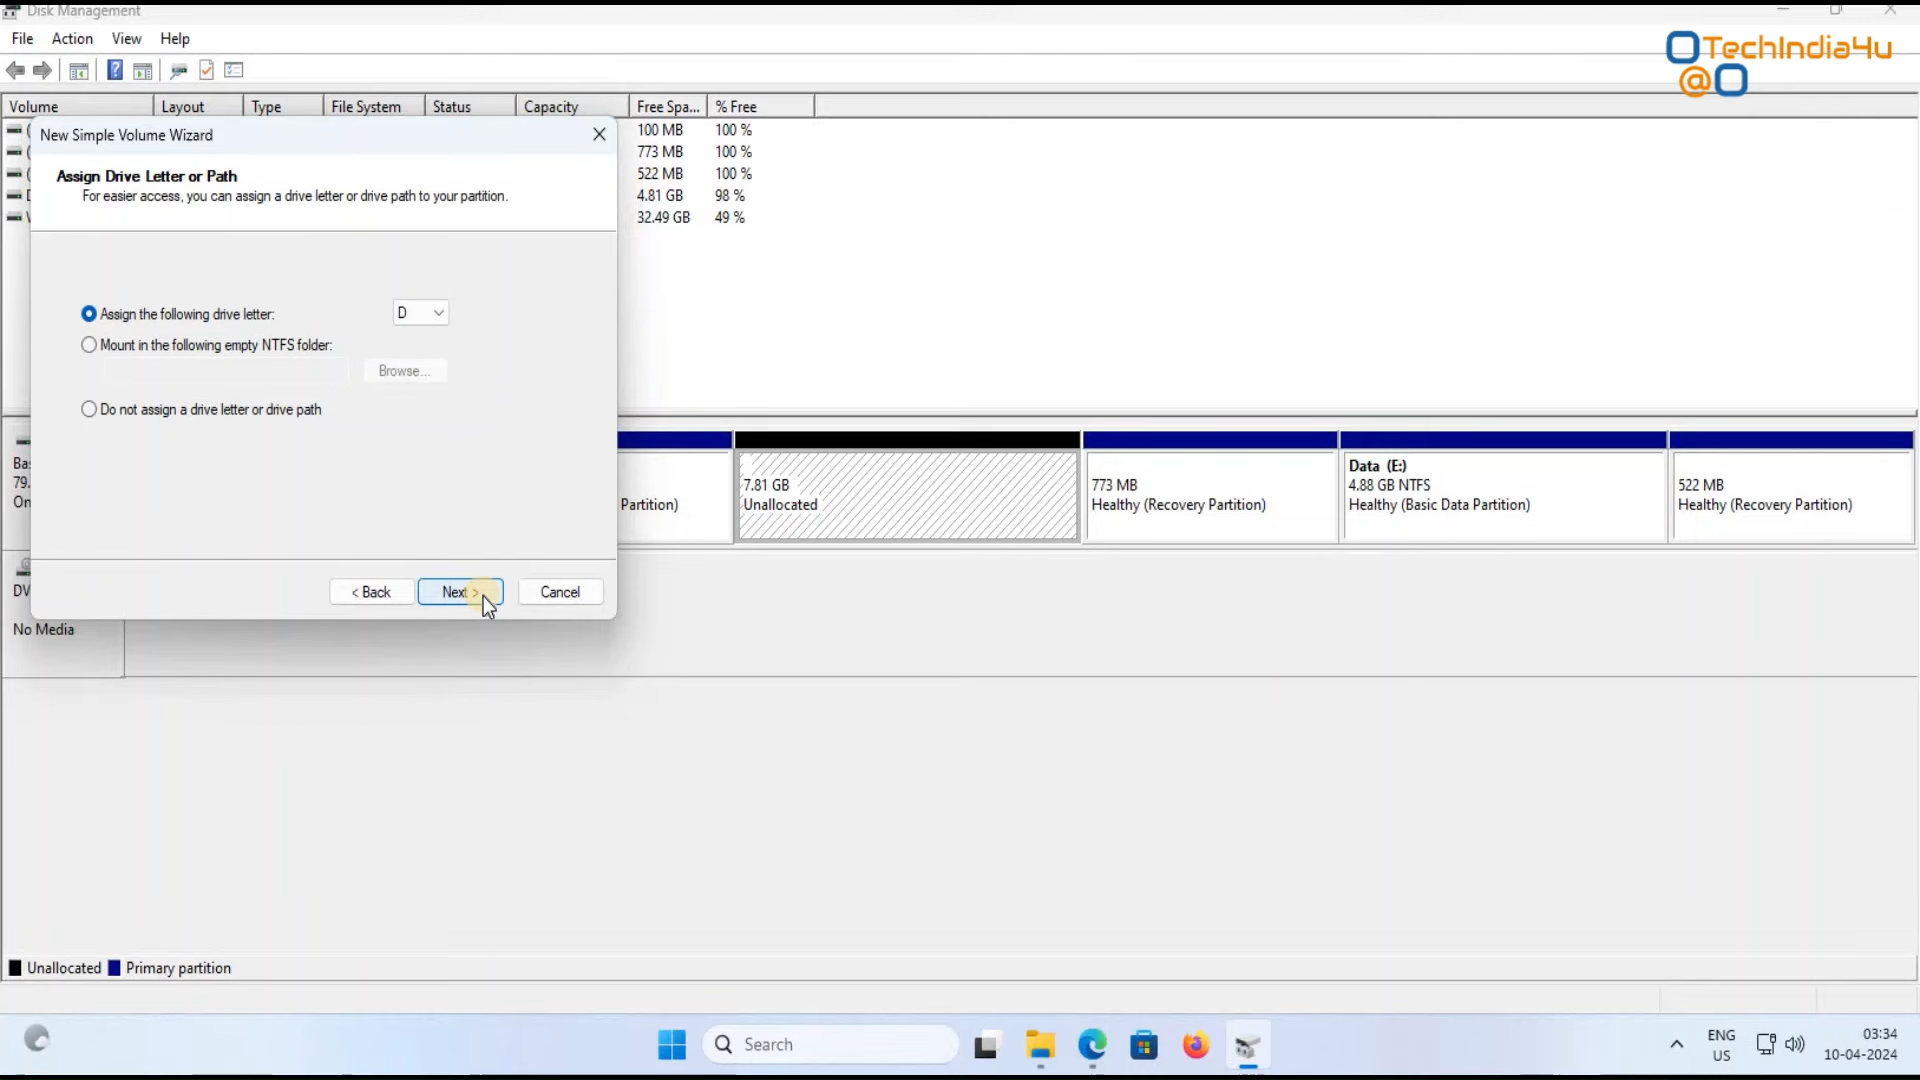 Disk Management
File Action View Help
TechIndia4u
@
Volume Layout Type File System Status Capacity Free Spa... % Free
100 MB 100 %
773 MB 100 %
522 MB 100 %
4.81 GB 98 %
32.49 GB 49 %
New Simple Volume Wizard
Assign Drive Letter or Path
For easier access, you can assign a drive letter or drive path to your partition.
Assign the following drive letter: D
Mount in the following empty NTFS folder:
Browse...
Do not assign a drive letter or drive path
< Back Next > Cancel
Bas
79.
On
Partition)
7.81 GB
Unallocated
773 MB
Healthy (Recovery Partition)
Data (E:)
4.88 GB NTFS
Healthy (Basic Data Partition)
522 MB
Healthy (Recovery Partition)
DV
No Media
Unallocated Primary partition
Search
ENG
US
03:34
10-04-2024